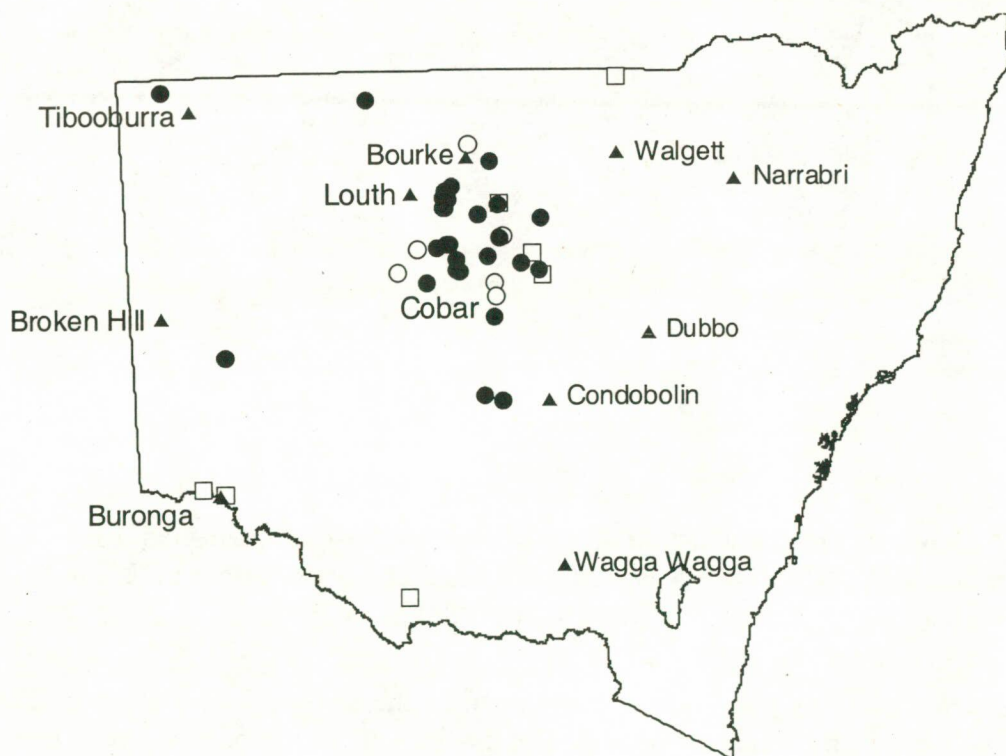 Tibooburra
Bourke
Walgett
Narrabri
Louth
Cobar
Broken Hill
Dubbo
Condobolin
Buronga
Wagga Wagga